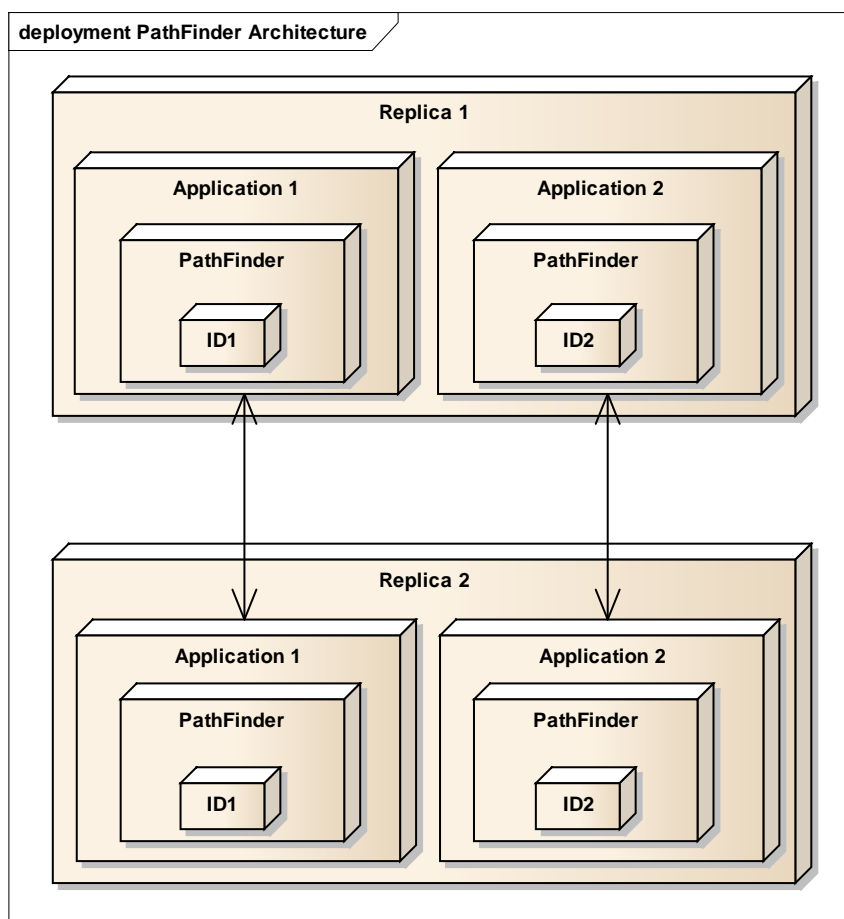 deployment PathFinder Architecture
Replica 1
Application 1
Application 2
PathFinder
PathFinder
ID1
ID2
Replica 2
Application 1
Application 2
PathFinder
PathFinder
ID1
ID2